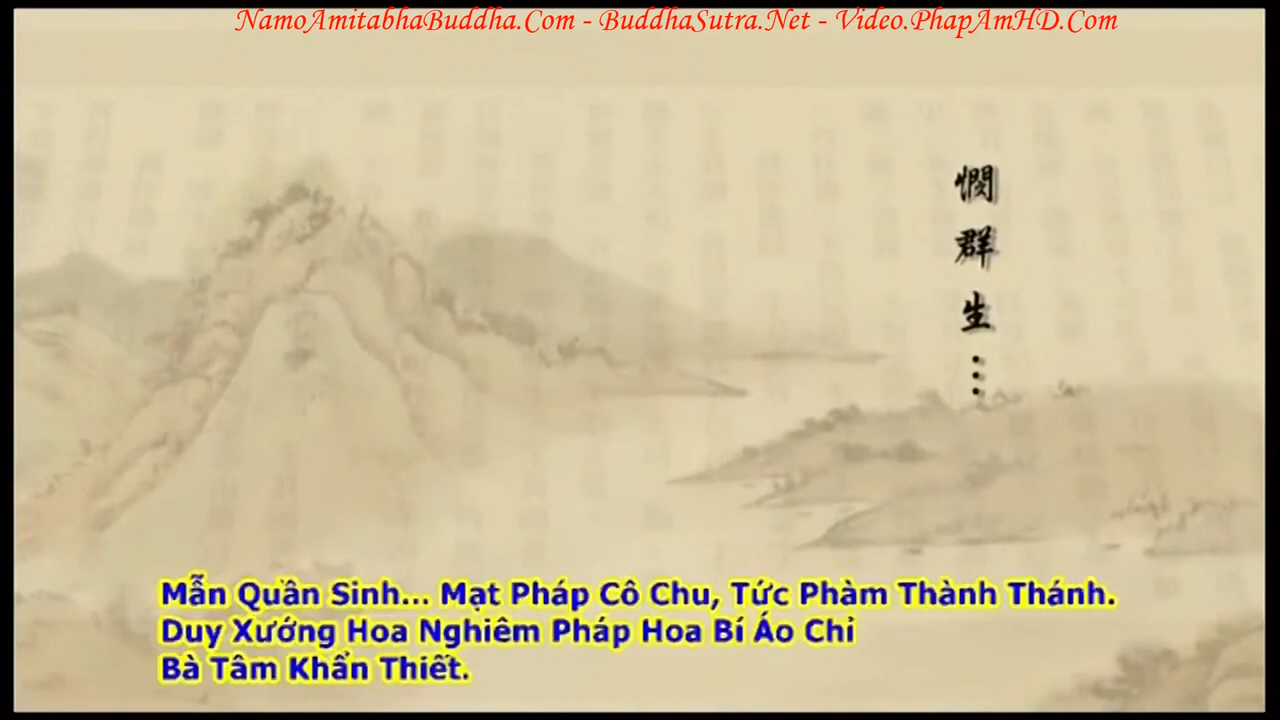 NamoAmitabhaBuddha.Com - BuddhaSutra.Net - Video.PhapAmHD.Com
憫群生…
Mẫn Quần Sinh... Mạt Pháp Cô Chu, Tức Phàm Thành Thánh.
Duy Xướng Hoa Nghiêm Pháp Hoa Bí Áo Chỉ
Bà Tâm Khẩn Thiết.